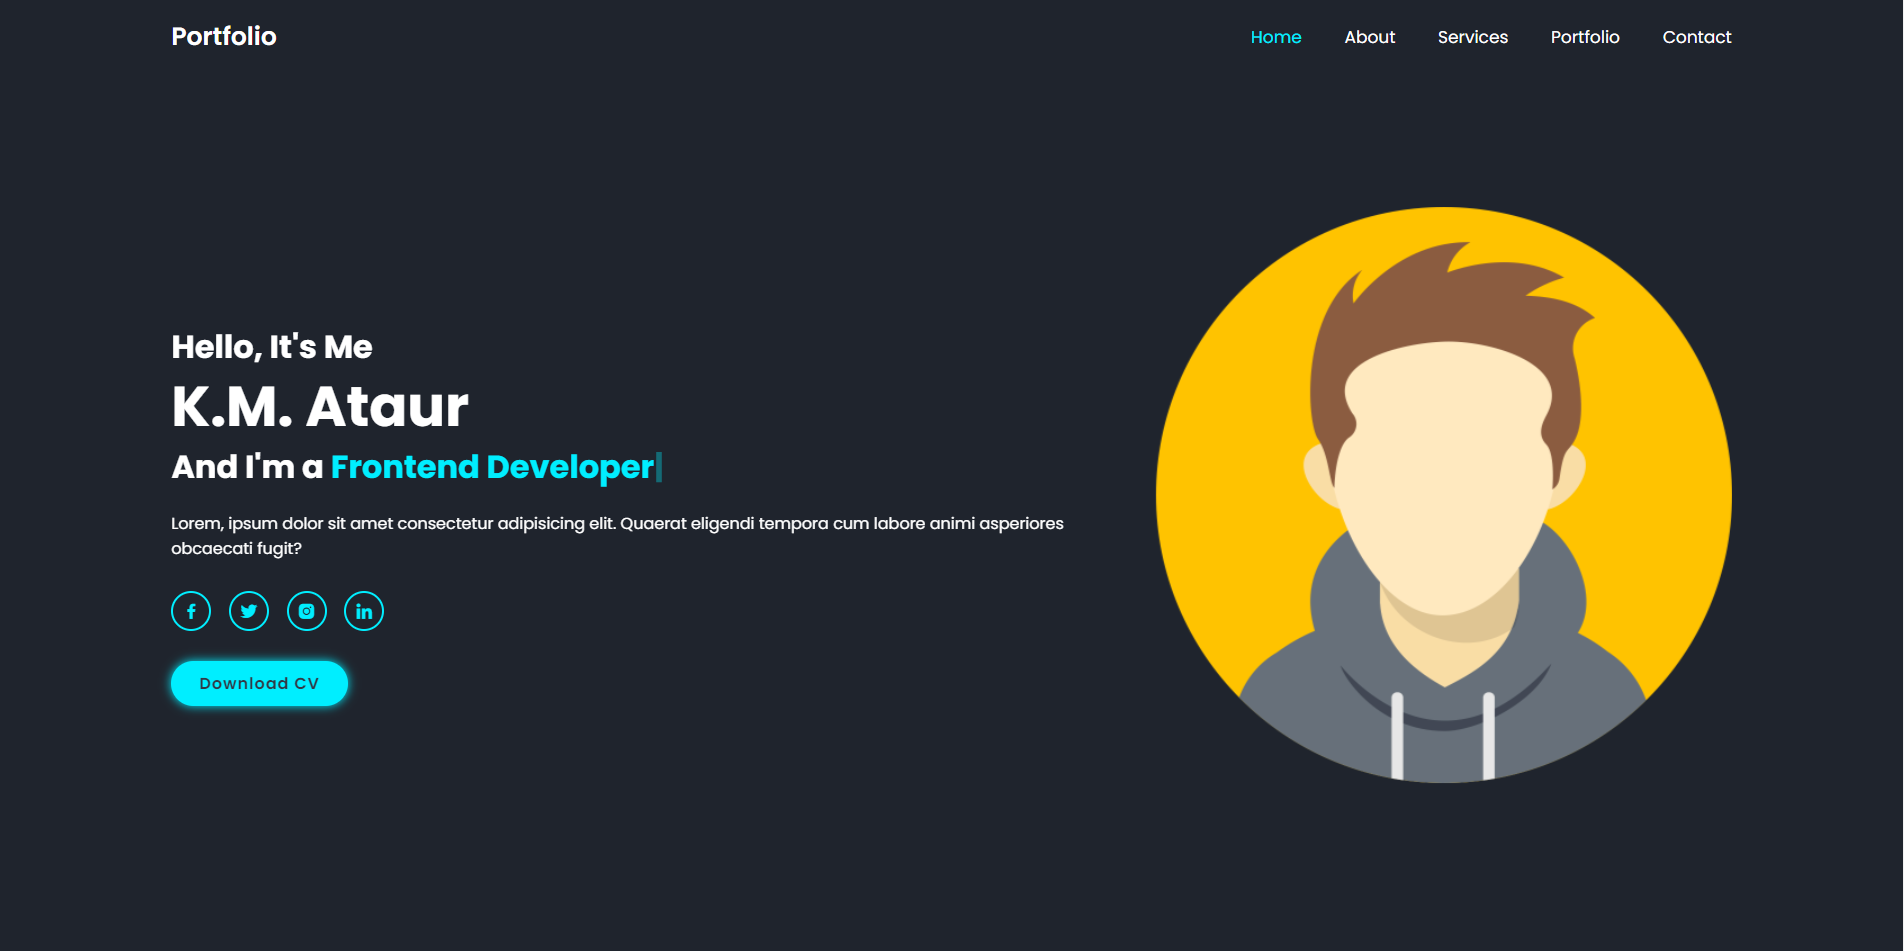 Portfolio
Home About Services Portfolio Contact
Hello, It's Me
K.M. Ataur
And I'm a Frontend Developer
Lorem, ipsum dolor sit amet consectetur adipisicing elit. Quaerat eligendi tempora cum labore animi asperiores
obcaecati fugit?
Download CV